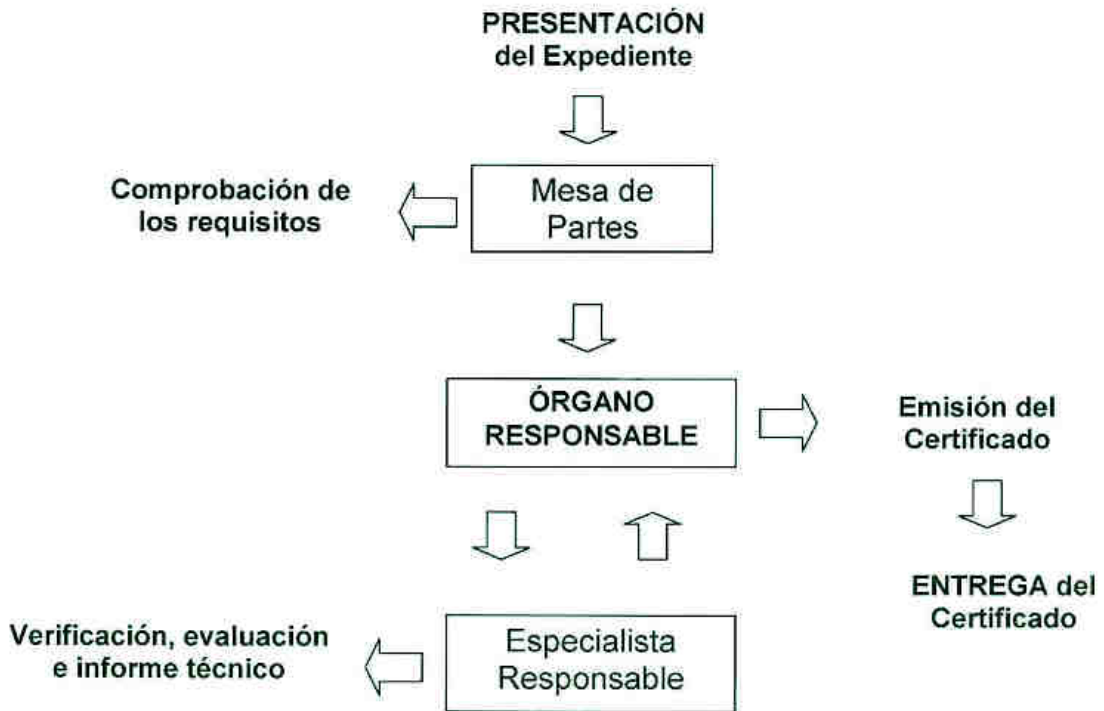 PRESENTACIÓN
del Expediente
Comprobación de
los requisitos
Mesa de
Partes
ÓRGANO
RESPONSABLE
Emisión del
Certificado
ENTREGA del
Certificado
Verificación, evaluación
e informe técnico
Especialista
Responsable